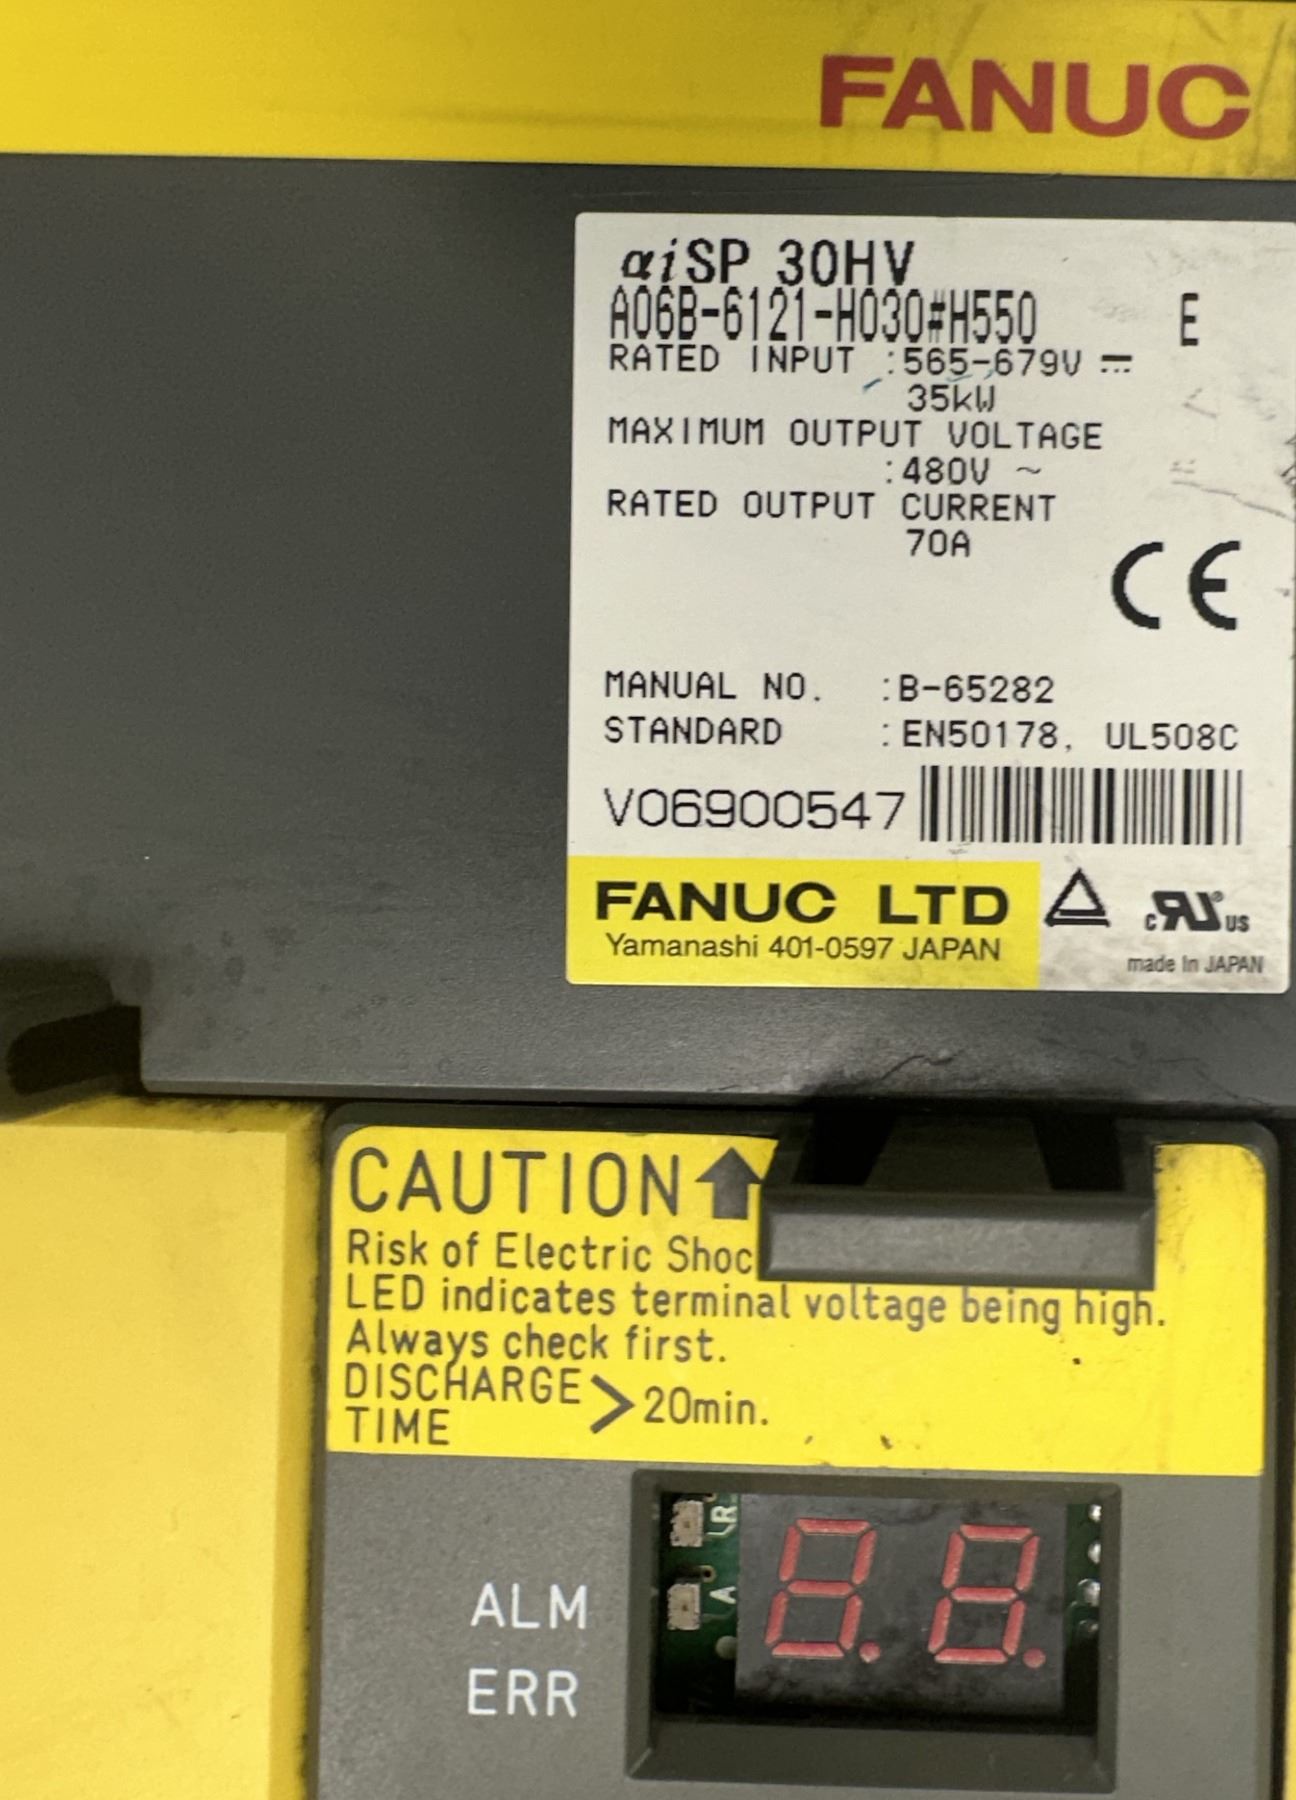 FANUC
αiSP 30HV
A06B-6121-H030#H550 E
RATED INPUT :565-679V ⎓
35kW
MAXIMUM OUTPUT VOLTAGE
:480V ~
RATED OUTPUT CURRENT
70A
CE
MANUAL NO. :B-65282
STANDARD :EN50178, UL508C
V06900547
FANUC LTD
Yamanashi 401-0597 JAPAN
c RU US
made In JAPAN
CAUTION
Risk of Electric Shoc
LED indicates terminal voltage being high.
Always check first.
DISCHARGE
TIME > 20min.
LR
A
8.8.
ALM
ERR